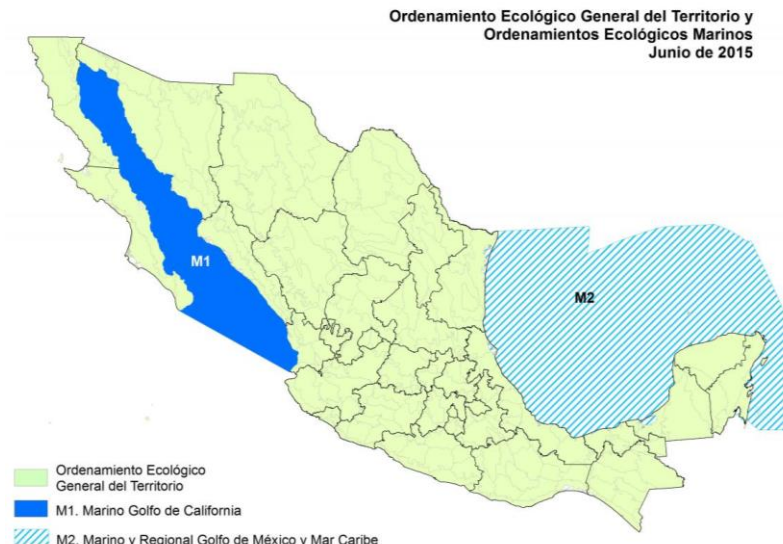 Ordenamiento Ecológico General del Territorio y
Ordenamientos Ecológicos Marinos
Junio de 2015
M1
M2
Ordenamiento Ecológico
General del Territorio
M1. Marino Golfo de California
M2. Marino y Regional Golfo de México y Mar Caribe